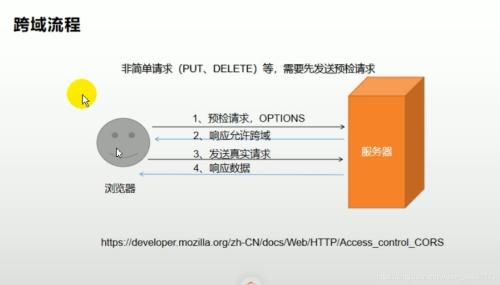 跨域流程
非简单请求（PUT、DELETE）等，需要先发送预检请求
1、预检请求，OPTIONS
2、响应允许跨域
3、发送真实请求
4、响应数据
服务器
浏览器
https://developer.mozilla.org/zh-CN/docs/Web/HTTP/Access_control_CORS